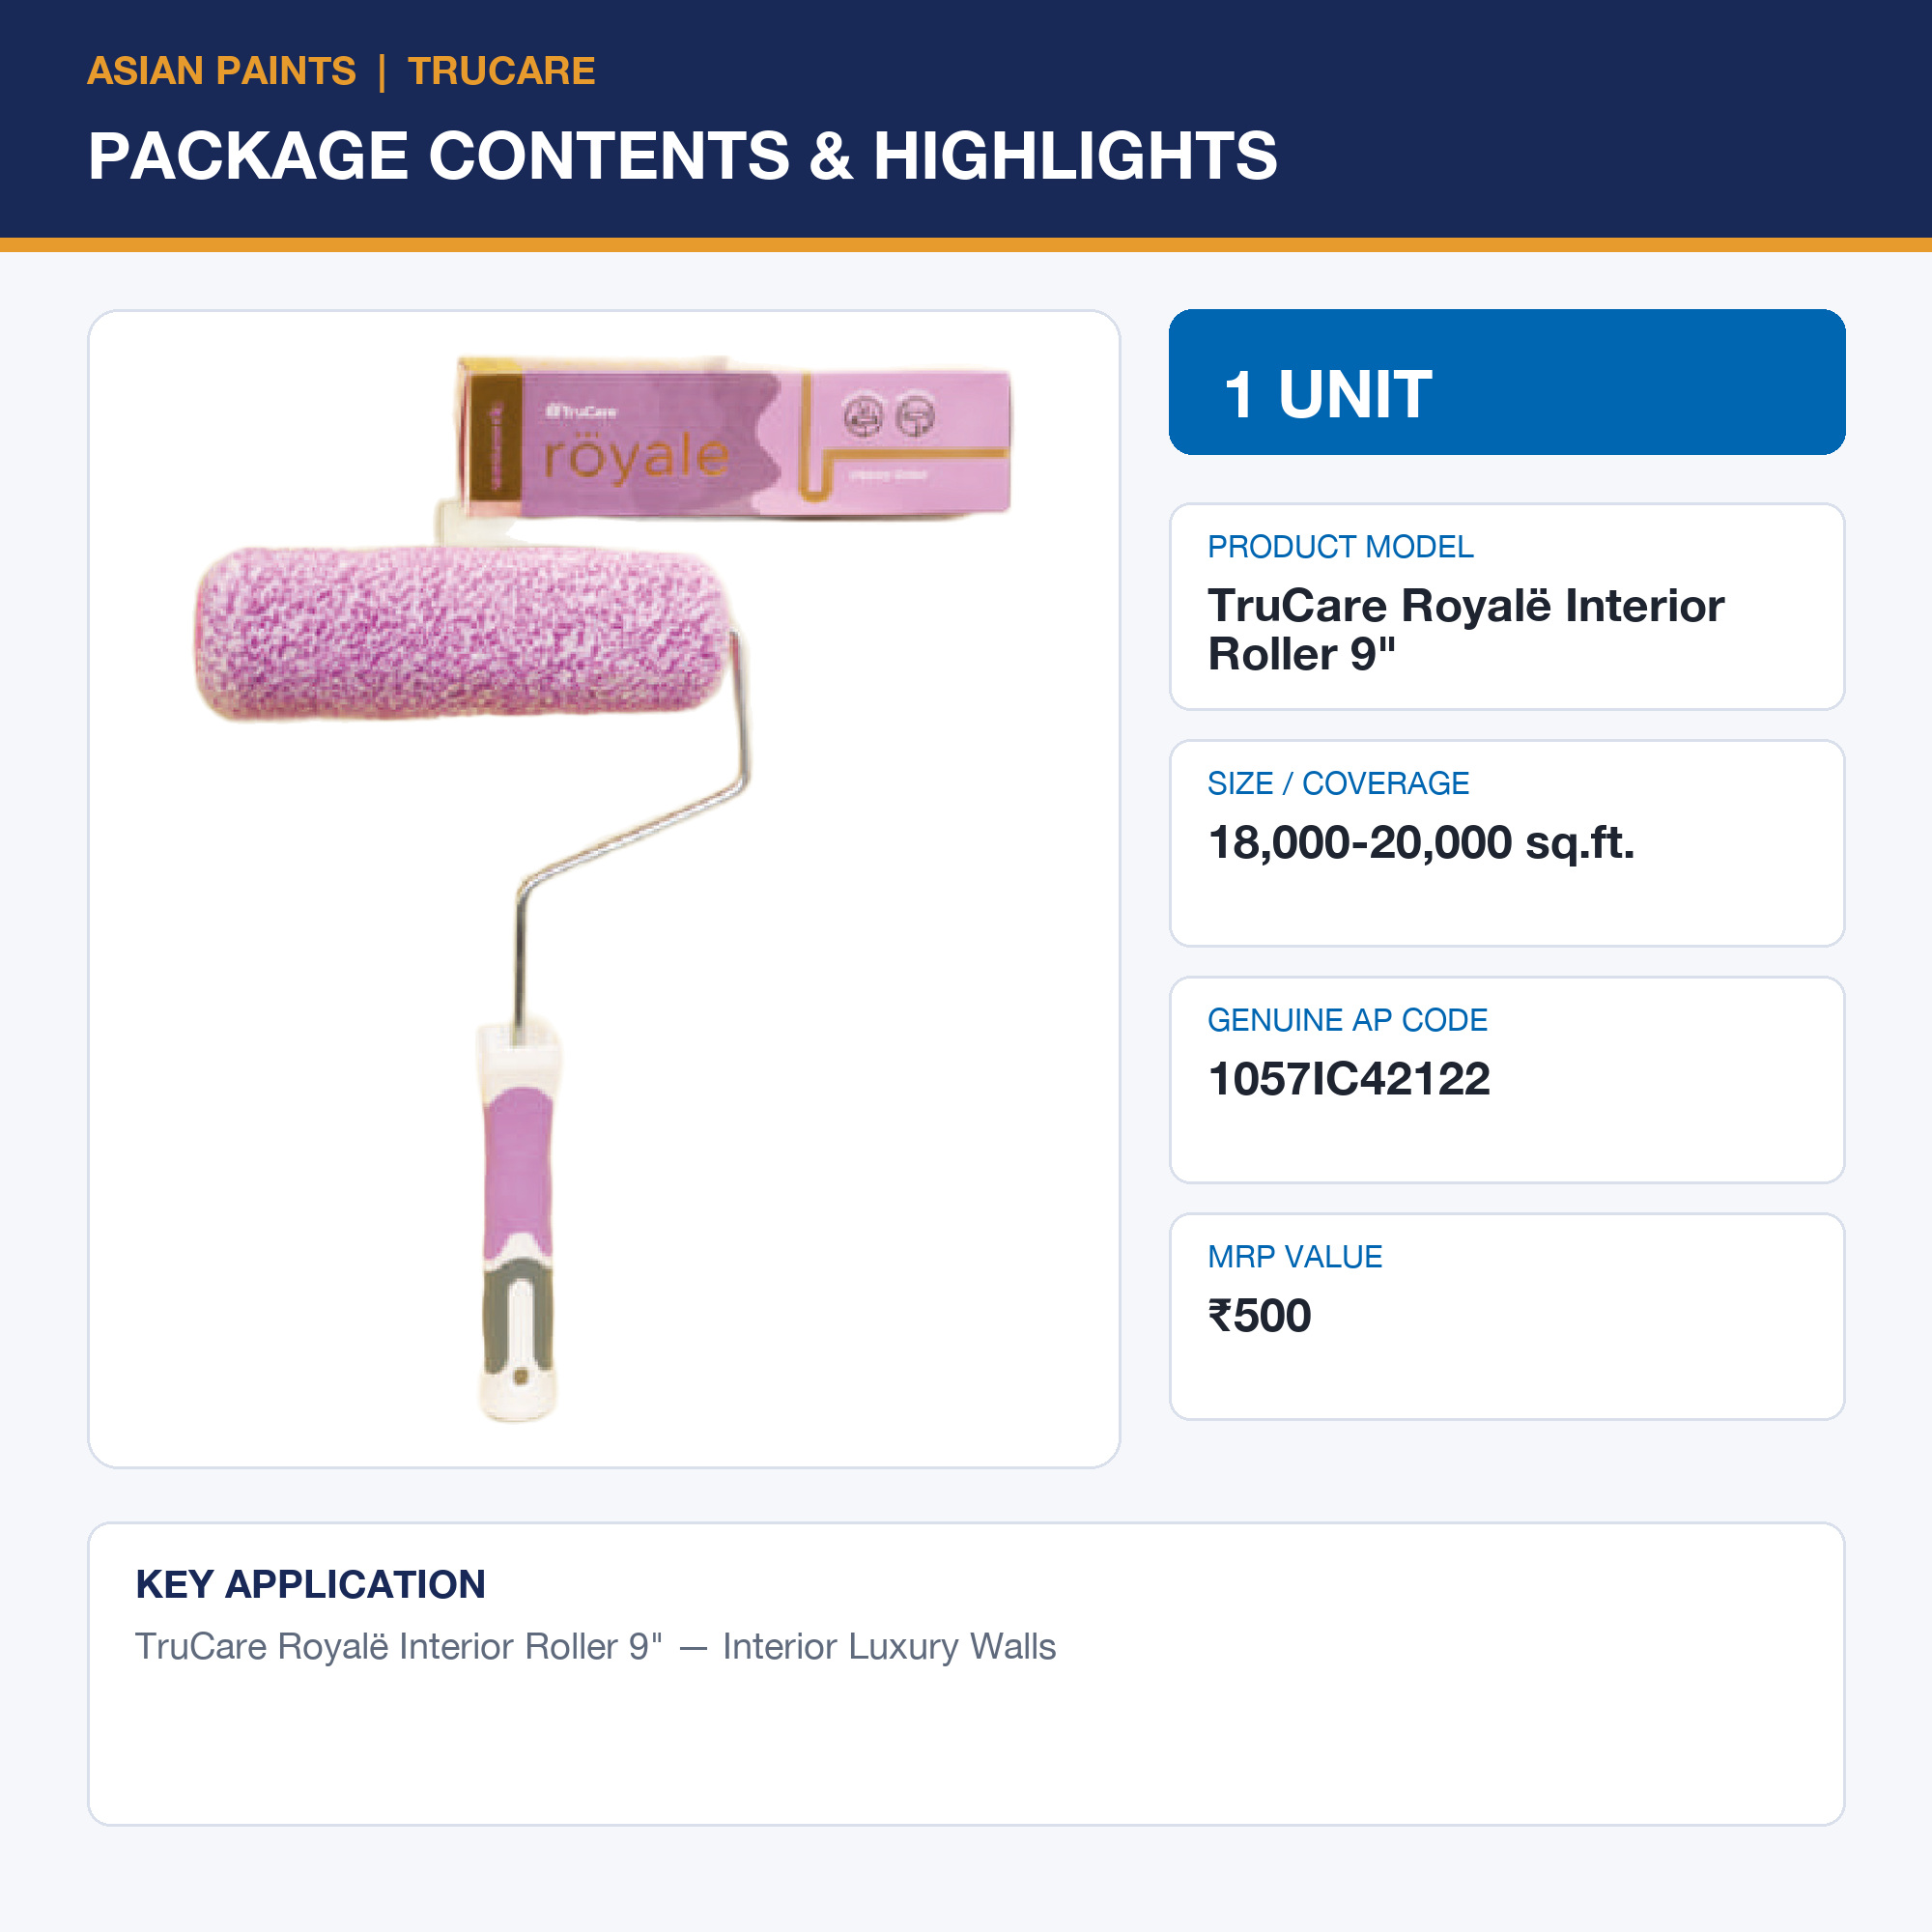 ASIAN PAINTS | TRUCARE
PACKAGE CONTENTS & HIGHLIGHTS
TruCare
röyale
1 UNIT
PRODUCT MODEL
TruCare Royalë Interior
Roller 9"
SIZE / COVERAGE
18,000-20,000 sq.ft.
GENUINE AP CODE
1057IC42122
MRP VALUE
₹500
KEY APPLICATION
TruCare Royalë Interior Roller 9" — Interior Luxury Walls